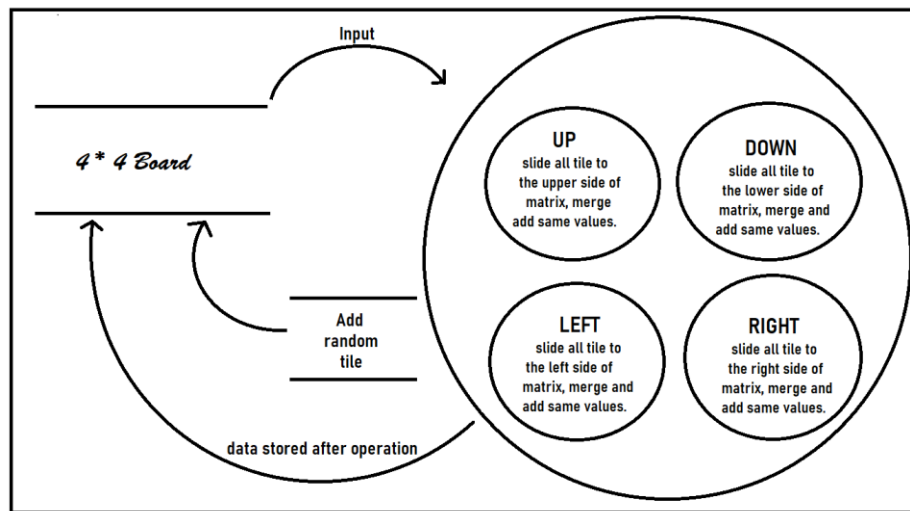 Input
4 * 4 Board
UP
slide all tile to
the upper side of
matrix, merge
add same values.
DOWN
slide all tile to
the lower side of
matrix, merge and
add same values.
Add
random
tile
LEFT
slide all tile to
the left side of
matrix, merge and
add same values.
RIGHT
slide all tile to
the right side of
matrix, merge and
add same values.
data stored after operation